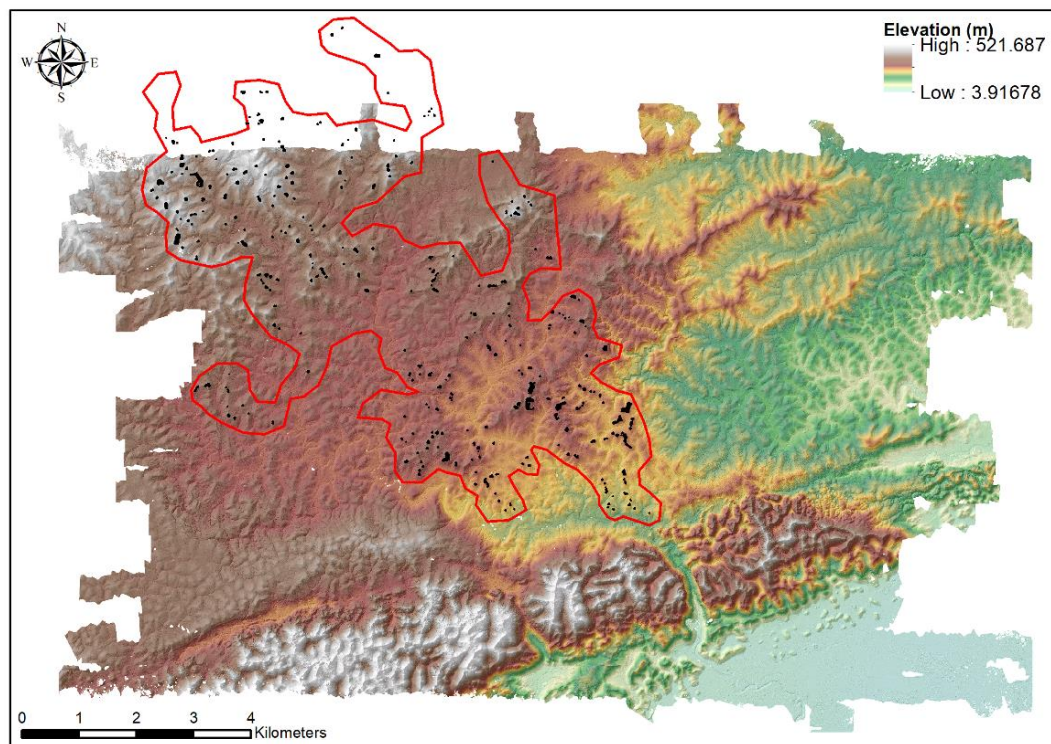 N
W E
S
Elevation (m)
High : 521.687
Low : 3.91678
0 1 2 3 4
Kilometers